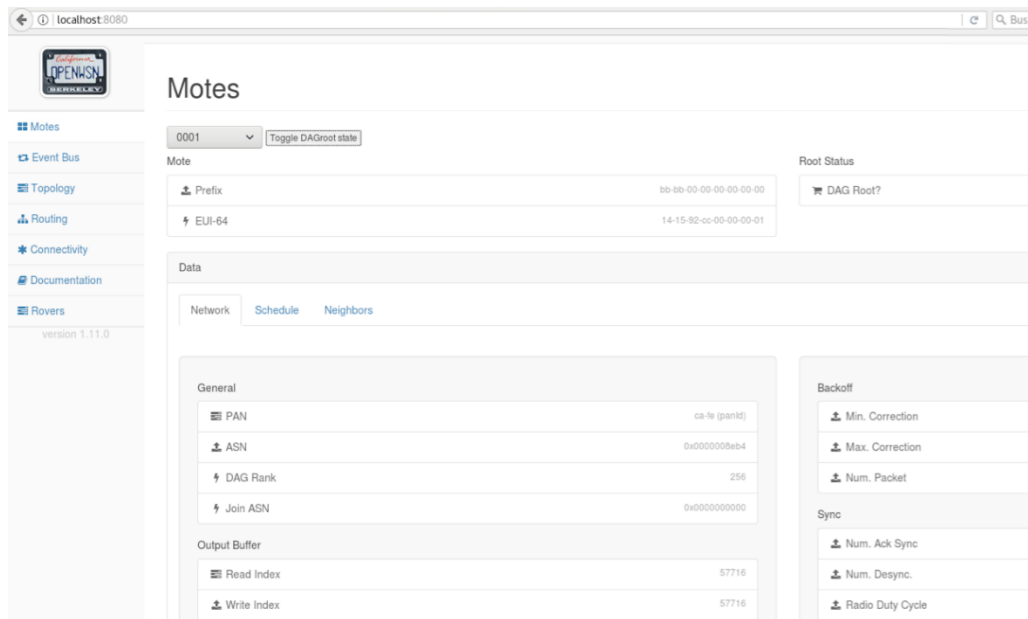 localhost:8080
Bus
California
OPENWSN
BERKELEY
Motes
Event Bus
Topology
Routing
Connectivity
Documentation
Rovers
version 1.11.0
Motes
0001 Toggle DAGroot state
Mote
Prefix bb-bb-00-00-00-00-00-00
EUI-64 14-15-92-cc-00-00-00-01
Root Status
DAG Root?
Data
Network Schedule Neighbors
General
PAN ca-fe (panId)
ASN 0x0000008eb4
DAG Rank 256
Join ASN 0x0000000000
Output Buffer
Read Index 57716
Write Index 57716
Backoff
Min. Correction
Max. Correction
Num. Packet
Sync
Num. Ack Sync
Num. Desync.
Radio Duty Cycle